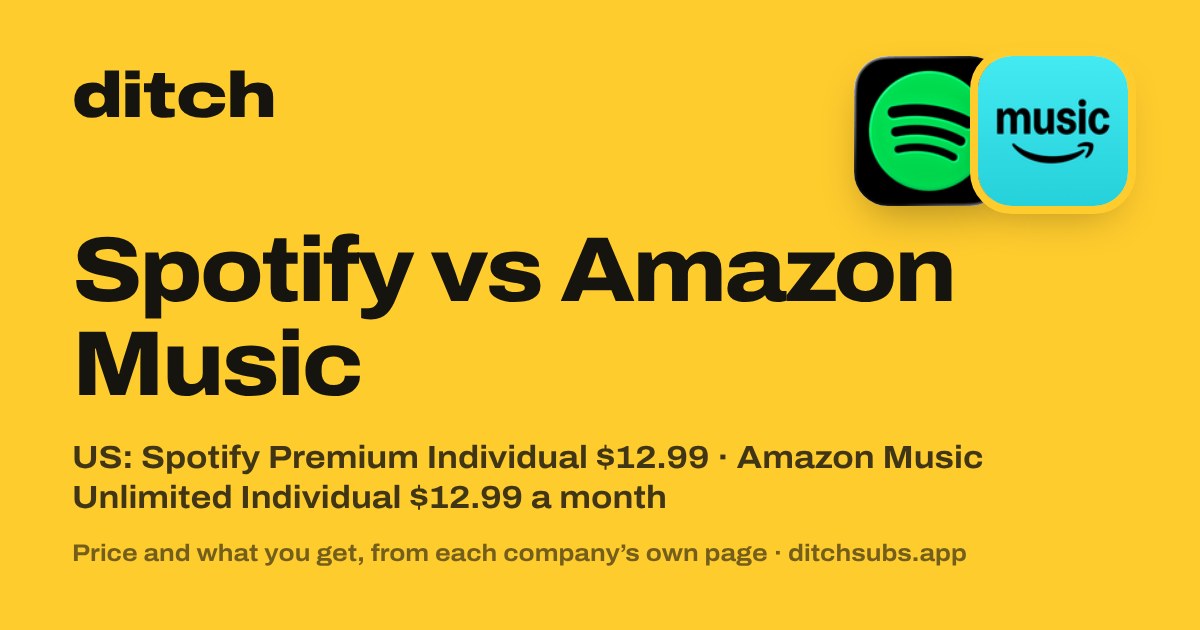 ditch
music
Spotify vs Amazon
Music
US: Spotify Premium Individual $12.99 · Amazon Music
Unlimited Individual $12.99 a month
Price and what you get, from each company’s own page · ditchsubs.app